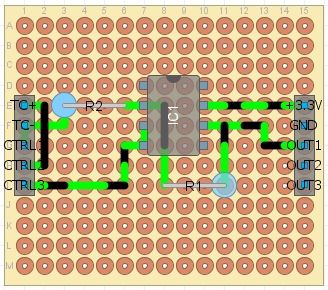 1 2 3 4 5 6 7 8 9 10 11 12 13 14 15
A
B
C
D
E TC+ R2 IC1 +3.3V
F TC- GND
G CTRL1 OUT1
H CTRL2 OUT2
I CTRL3 R1 OUT3
J
K
L
M